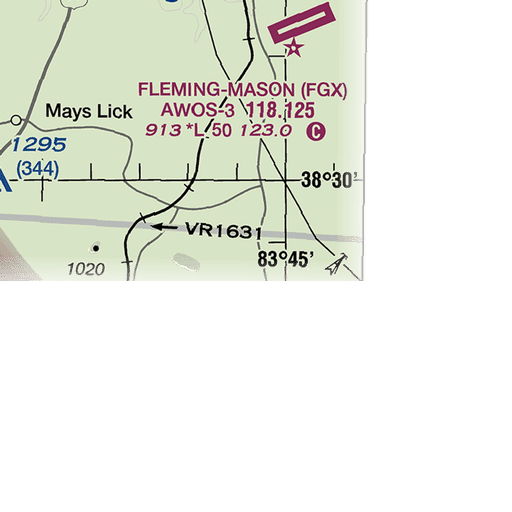 FLEMING-MASON (FGX)
AWOS-3 118.125
913 *L 50 123.0 C
Mays Lick
1295
(344)
38°30'
VR1631
83°45'
1020